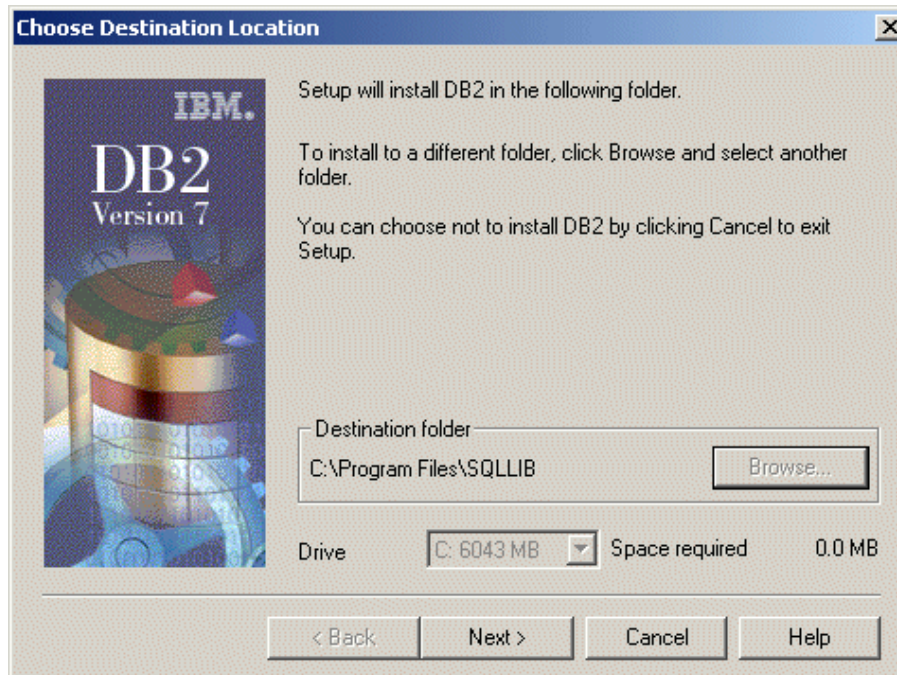 Choose Destination Location
IBM.
DB2
Version 7
Setup will install DB2 in the following folder.
To install to a different folder, click Browse and select another
folder.
You can choose not to install DB2 by clicking Cancel to exit
Setup.
Destination folder
C:\Program Files\SQLLIB
Browse...
Drive
C: 6043 MB
Space required
0.0 MB
< Back
Next >
Cancel
Help